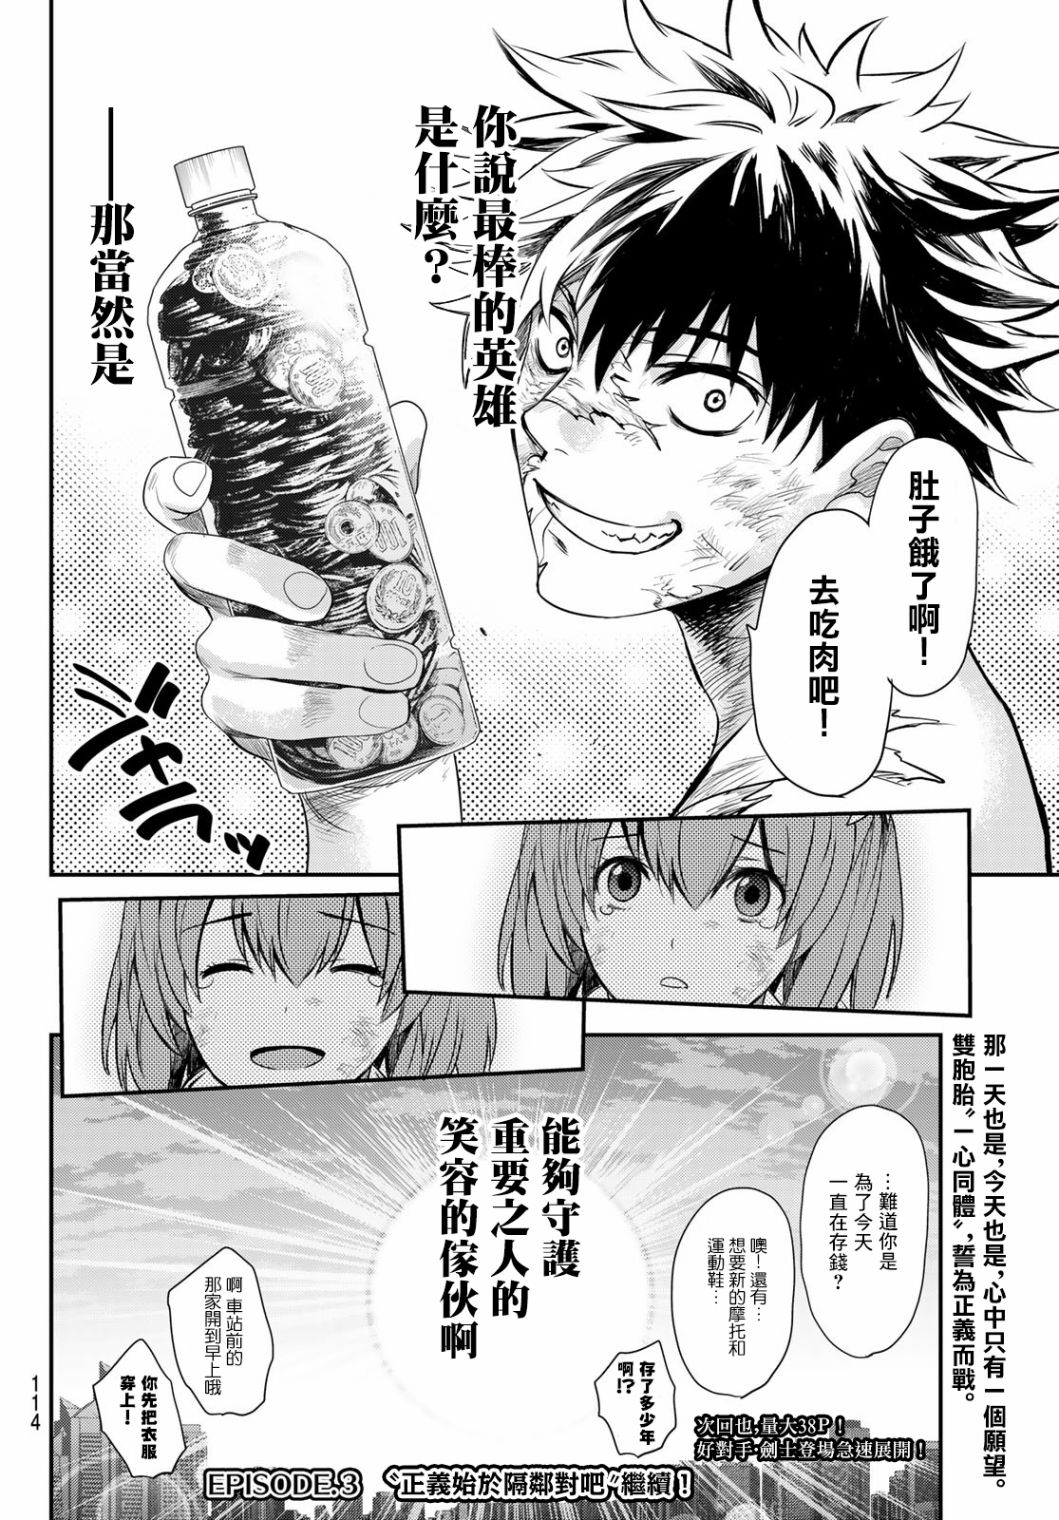 你說最棒的英雄
是什麼？
——那當然是
肚子餓了啊！
去吃肉吧！
ジャラッ
…難道你是
為了今天
一直在存錢？
噢！還有…
想要新的摩托和
運動鞋…
能夠守護
重要之人的
笑容的傢伙啊
存了多少年
啊!?
啊 車站前的
那家開到早上哦
你先把衣服
穿上！
那一天也是，今天也是，心中只有一個願望。
雙胞胎〝一心同體〟，誓為正義而戰。
次回也，量大38P！
好對手·劍士登場急速展開！
EPISODE.3 〝正義始於隔鄰對吧〟繼續！
114